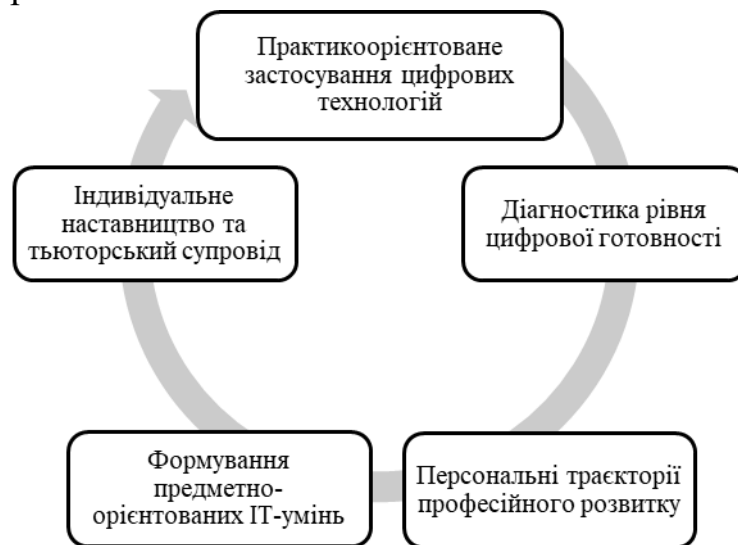 Практикоорієнтоване
застосування цифрових
технологій
Діагностика рівня
цифрової готовності
Персональні траєкторії
професійного розвитку
Формування
предметно-
орієнтованих ІТ-умінь
Індивідуальне
наставництво та
тьюторський супровід